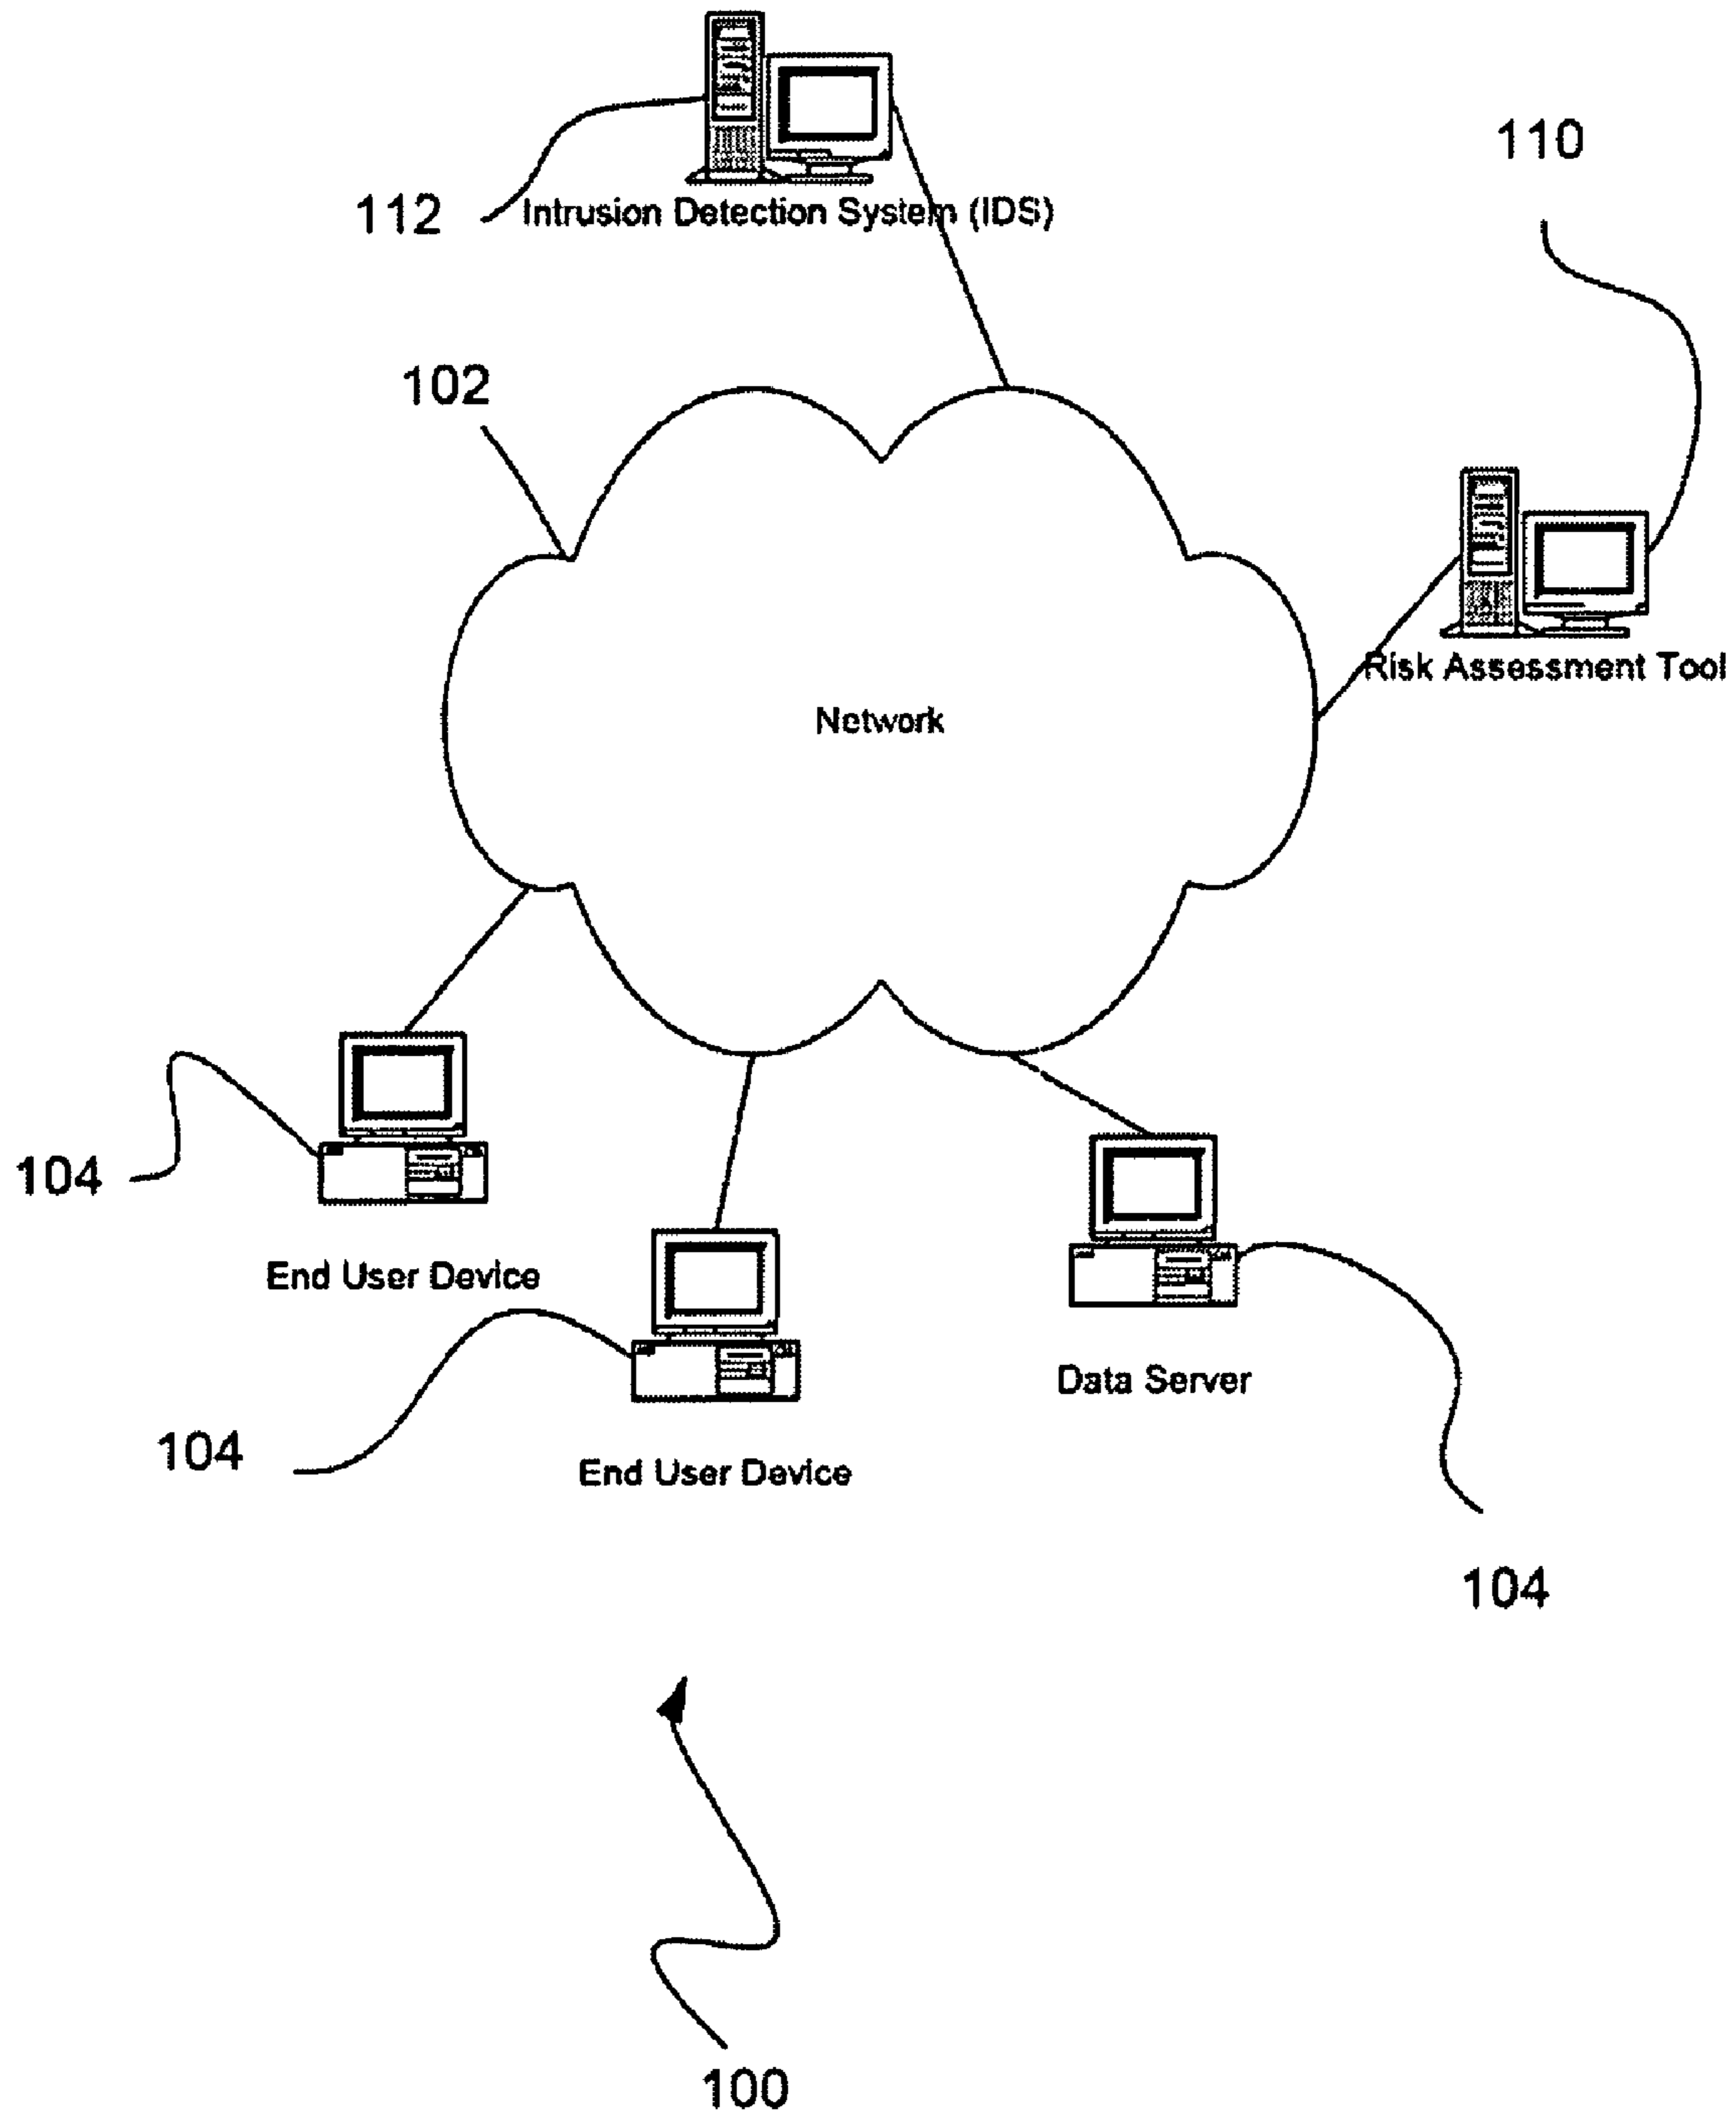 110
112
Intrusion Detection System (IDS)
102
Risk Assessment Tool
Network
104
End User Device
Data Server
104
End User Device
104
100